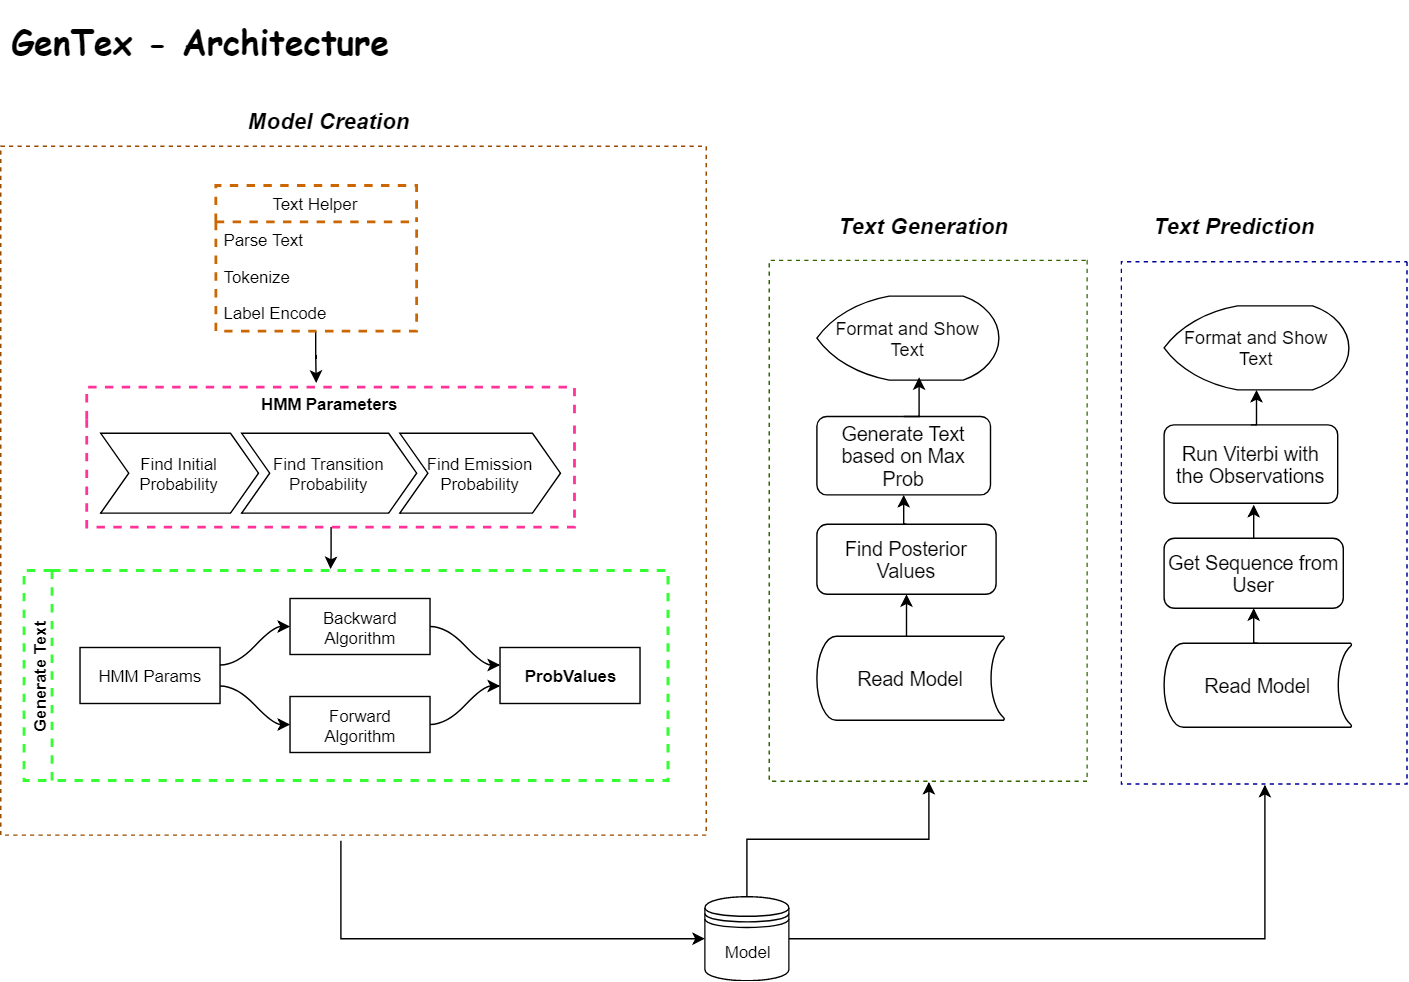 GenTex - Architecture
Model Creation
Text Helper
Parse Text
Tokenize
Label Encode
HMM Parameters
Find Initial
Probability
Find Transition
Probability
Find Emission
Probability
Generate Text
HMM Params
Backward
Algorithm
Forward
Algorithm
ProbValues
Text Generation
Format and Show
Text
Generate Text
based on Max
Prob
Find Posterior
Values
Read Model
Text Prediction
Format and Show
Text
Run Viterbi with
the Observations
Get Sequence from
User
Read Model
Model